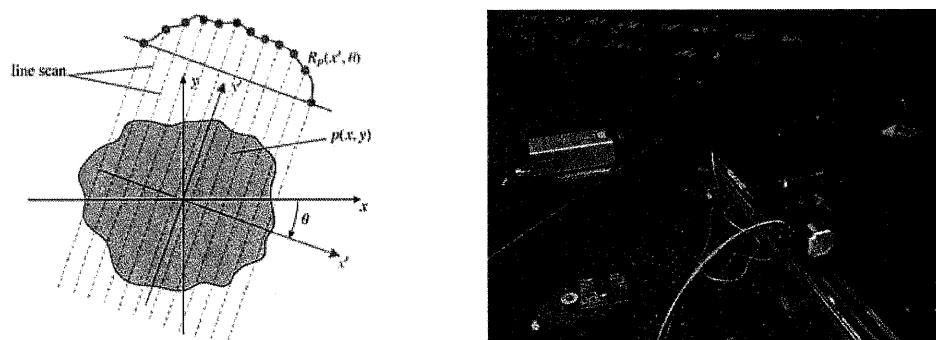 R_p(x', θ)
line scan
y
y'
p(x, y)
x
θ
x'